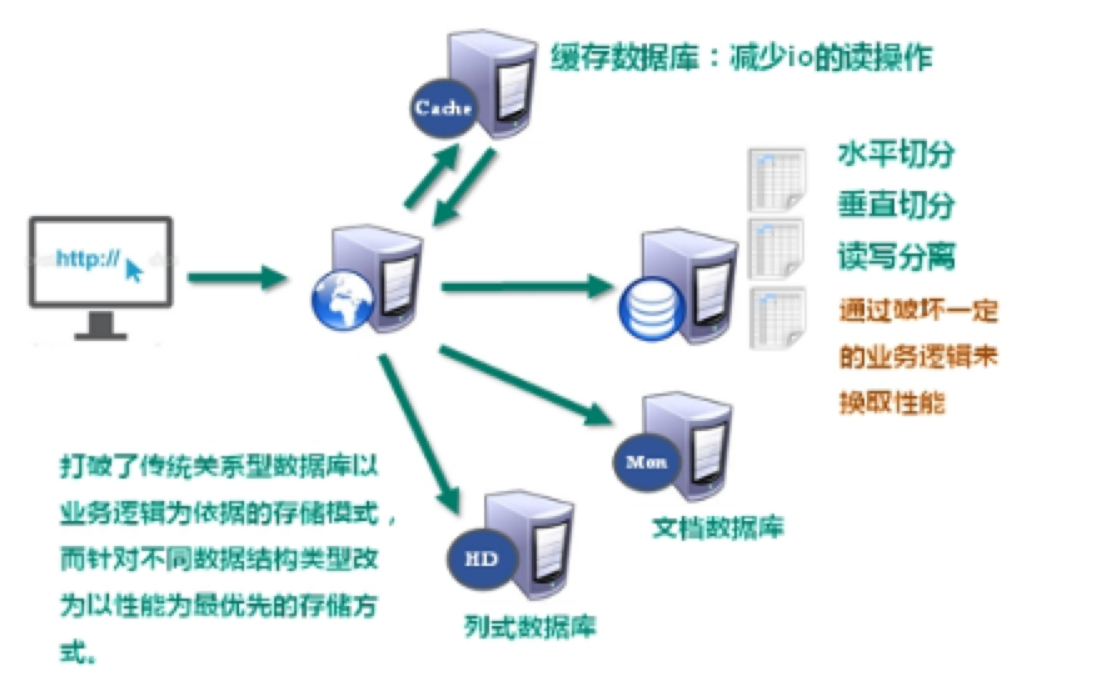 缓存数据库：减少io的读操作
Cache
水平切分
垂直切分
读写分离
http://
通过破坏一定
的业务逻辑来
换取性能
Mon
文档数据库
打破了传统关系型数据库以
业务逻辑为依据的存储模式，
而针对不同数据结构类型改
为以性能为最优先的存储方
式。
HD
列式数据库